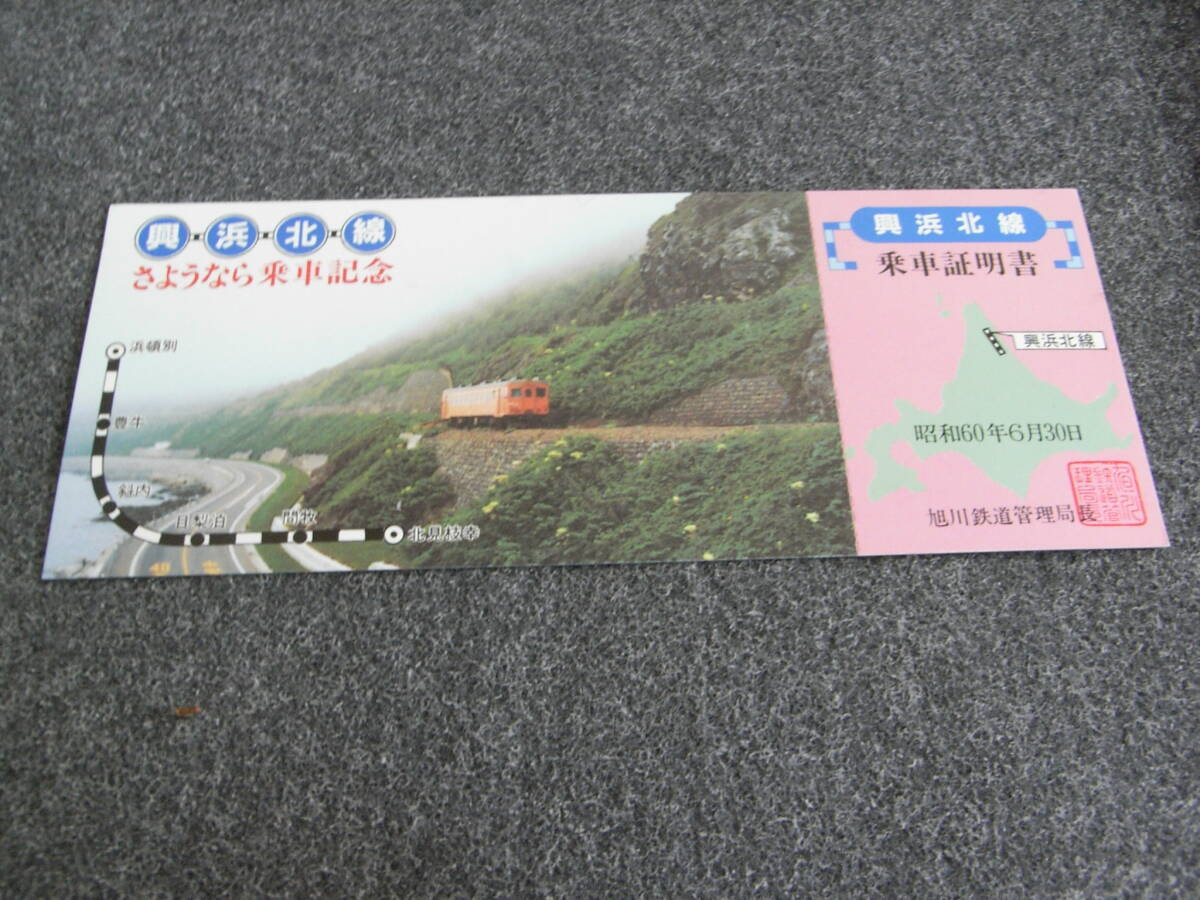 興浜北線
さようなら乗車記念
浜頓別
豊牛
斜内
目梨泊
問牧
北見枝幸
興浜北線
乗車証明書
興浜北線
昭和60年6月30日
旭川鉄道管理局長